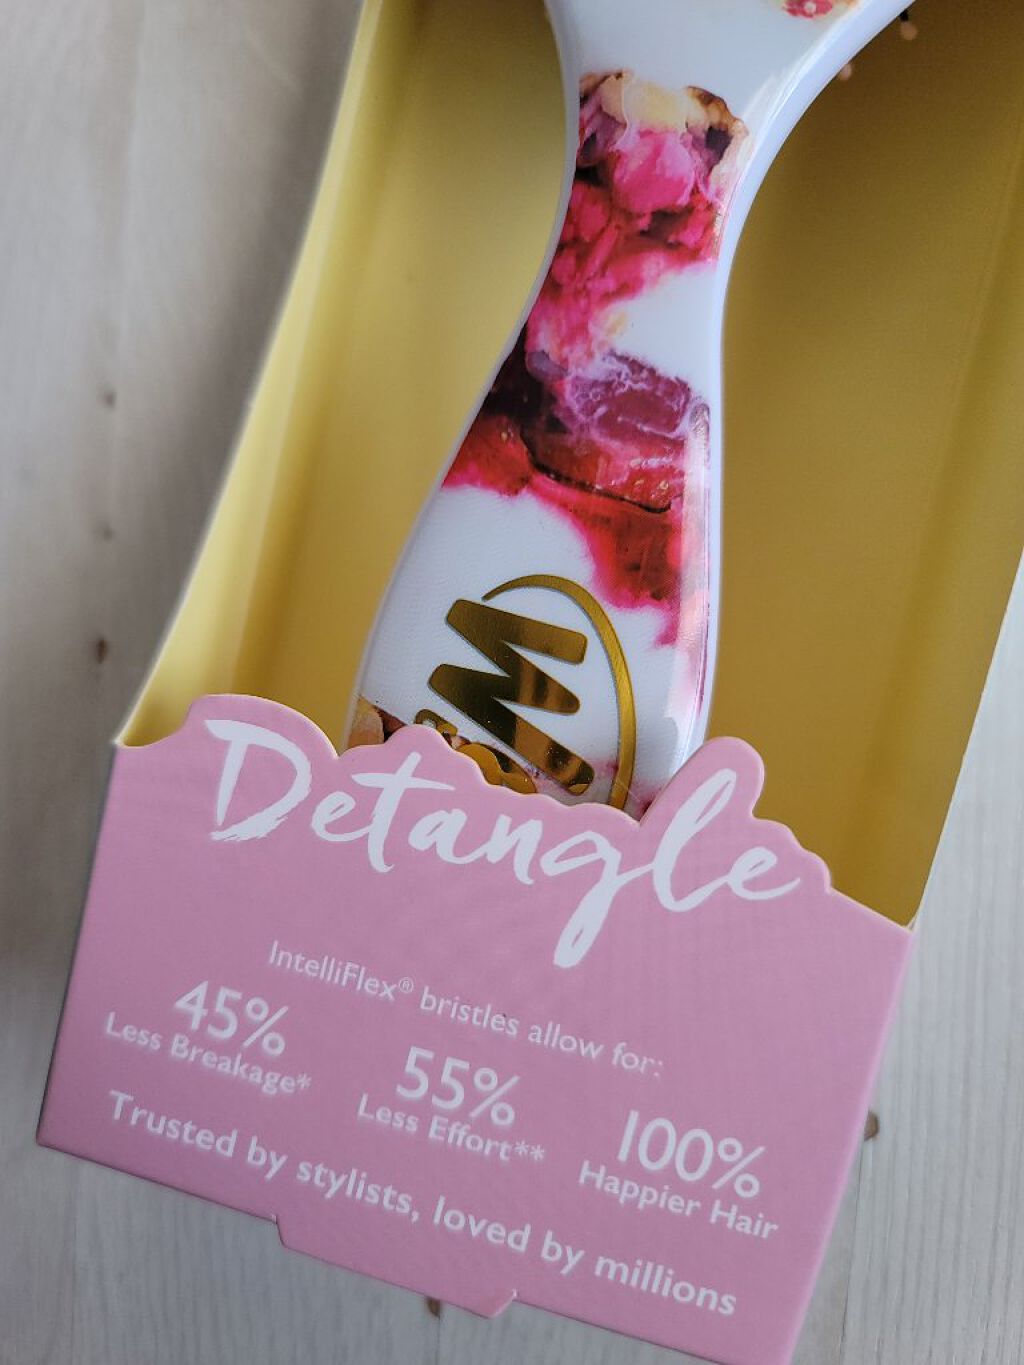 Detangle
IntelliFlex® bristles allow for:
45%
Less Breakage*
55%
Less Effort**
100%
Happier Hair
Trusted by stylists, loved by millions